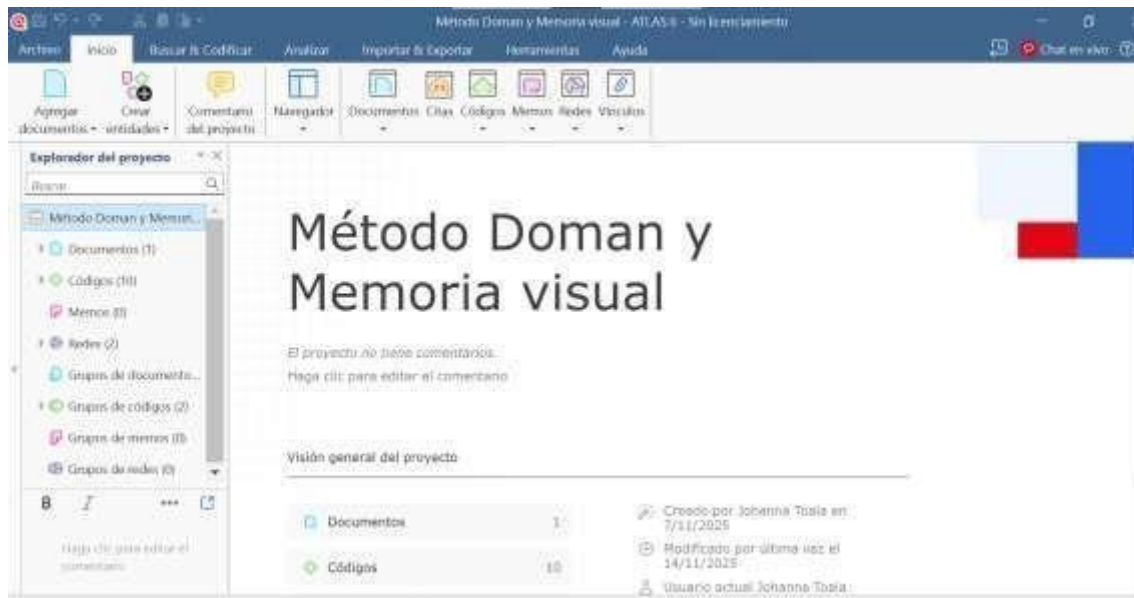 Método Doman y Memoria visual - ATLAS.ti - Sin licenciamiento
Archivo Inicio Buscar & Codificar Analizar Importar & Exportar Herramientas Ayuda Chat en vivo
Agregar documentos Crear entidades Comentario del proyecto Navegador Documentos Citas Códigos Memos Redes Vínculos
Explorador del proyecto
Buscar
Método Doman y Memori...
Documentos (1)
Códigos (10)
Memos (0)
Redes (2)
Grupos de documento...
Grupos de códigos (2)
Grupos de memos (0)
Grupos de redes (0)
B I ...
Haga clic para editar el
comentario
Método Doman y
Memoria visual
El proyecto no tiene comentarios.
Haga clic para editar el comentario
Visión general del proyecto
Documentos 1
Códigos 10
Creado por Johanna Toala en
7/11/2025
Modificado por última vez el
14/11/2025
Usuario actual Johanna Toala